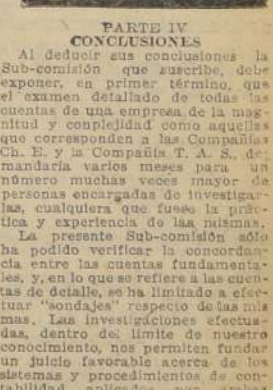 PARTE IV
CONCLUSIONES
Al deducir sus conclusiones la
Sub-comisión que suscribe, debe
exponer, en primer término, que
el examen detallado de todas las
cuentas de una empresa de la mag-
nitud y complejidad como aquellas
que corresponden a las Compañías
Ch. E. y la Compañía T. A. S., de-
mandaría varios meses para un
número muchas veces mayor de
personas encargadas de investigar-
las, cualquiera que fuese la prác-
tica y experiencia de las mismas.
La presente Sub-comisión sólo
ha podido verificar la concordan-
cia entre las cuentas fundamenta-
les, y, en lo que se refiere a las cuen-
tas de detalle, se ha limitado a efec-
tuar "sondajes" respecto de las mis
mas. Las investigaciones efectua-
das, dentro del límite de nuestro
conocimiento, nos permiten fundar
un juicio favorable acerca de los
sistemas y procedimientos de con-